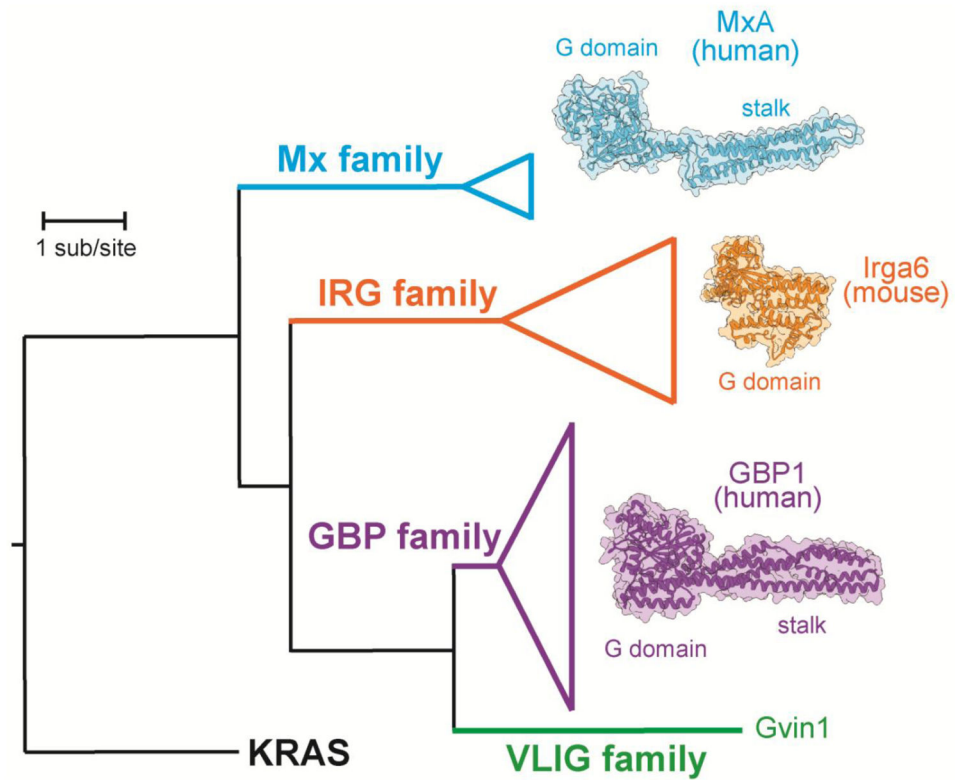 MxA
(human)
G domain
stalk
Mx family
1 sub/site
IRG family
Irga6
(mouse)
G domain
GBP1
(human)
GBP family
G domain
stalk
Gvin1
VLIG family
KRAS